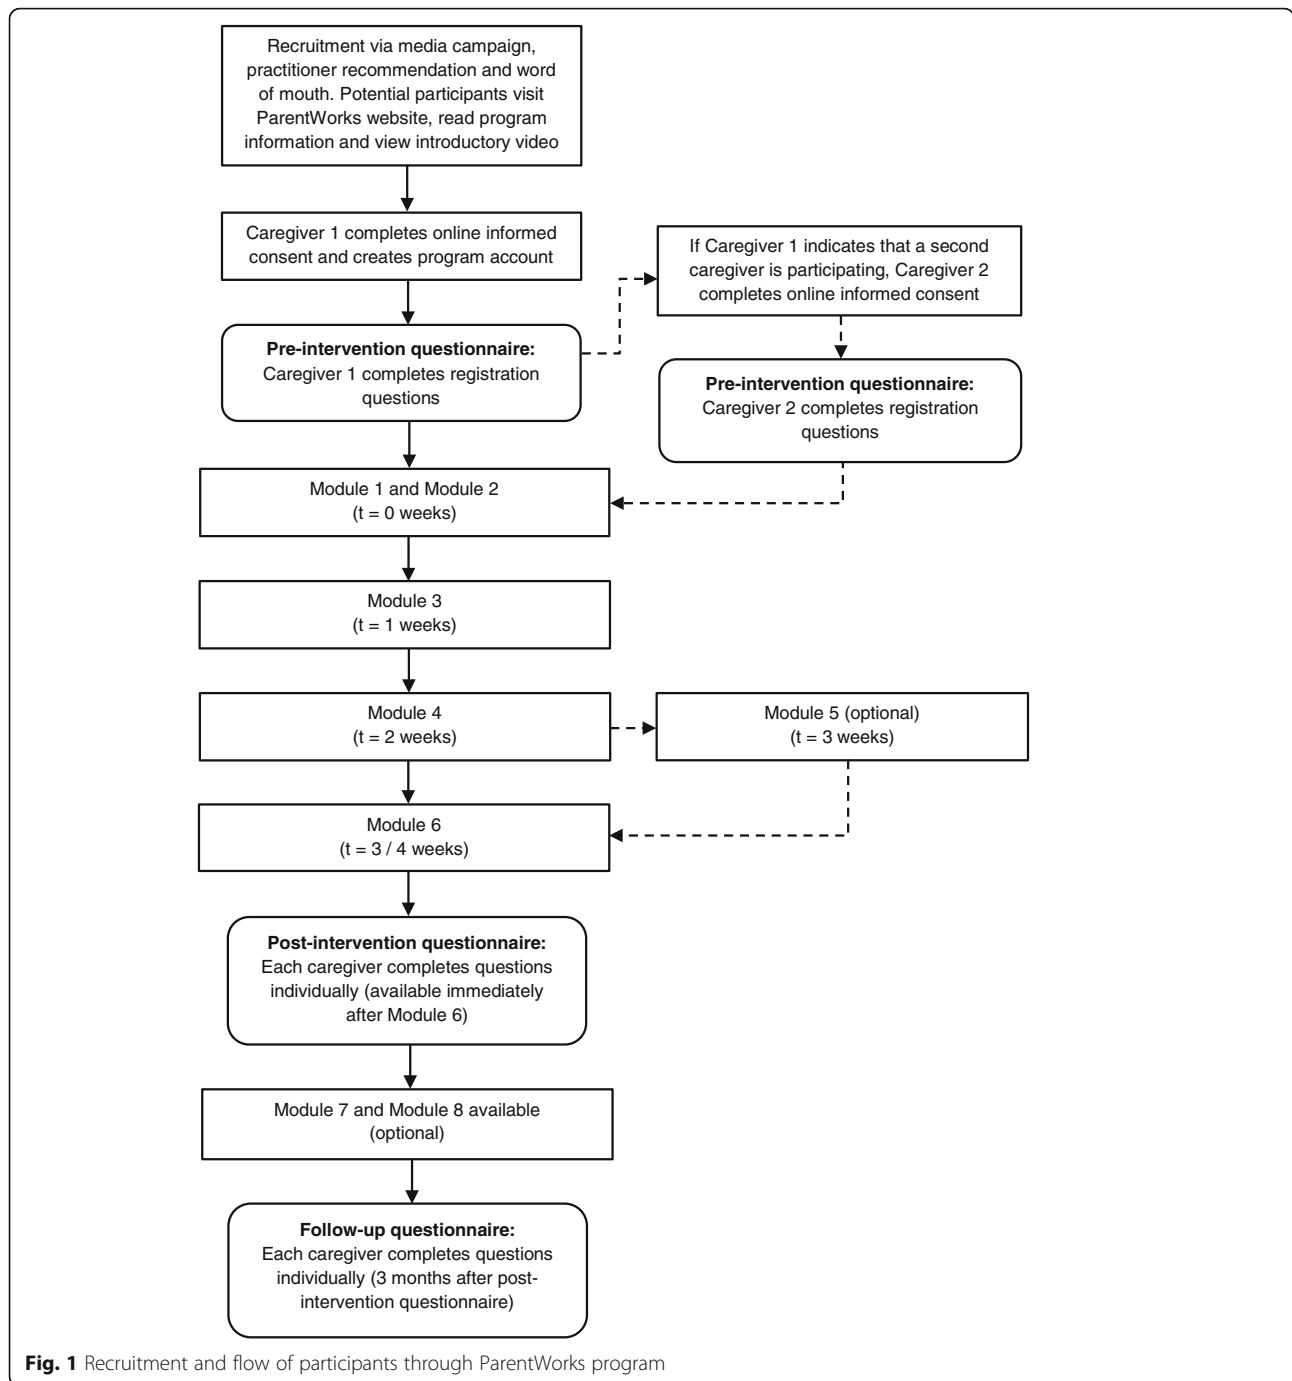 Recruitment via media campaign,
practitioner recommendation and word
of mouth. Potential participants visit
ParentWorks website, read program
information and view introductory video
Caregiver 1 completes online informed
consent and creates program account
If Caregiver 1 indicates that a second
caregiver is participating, Caregiver 2
completes online informed consent
Pre-intervention questionnaire:
Caregiver 1 completes registration
questions
Pre-intervention questionnaire:
Caregiver 2 completes registration
questions
Module 1 and Module 2
(t = 0 weeks)
Module 3
(t = 1 weeks)
Module 4
(t = 2 weeks)
Module 5 (optional)
(t = 3 weeks)
Module 6
(t = 3 / 4 weeks)
Post-intervention questionnaire:
Each caregiver completes questions
individually (available immediately
after Module 6)
Module 7 and Module 8 available
(optional)
Follow-up questionnaire:
Each caregiver completes questions
individually (3 months after post-
intervention questionnaire)
Fig. 1 Recruitment and flow of participants through ParentWorks program